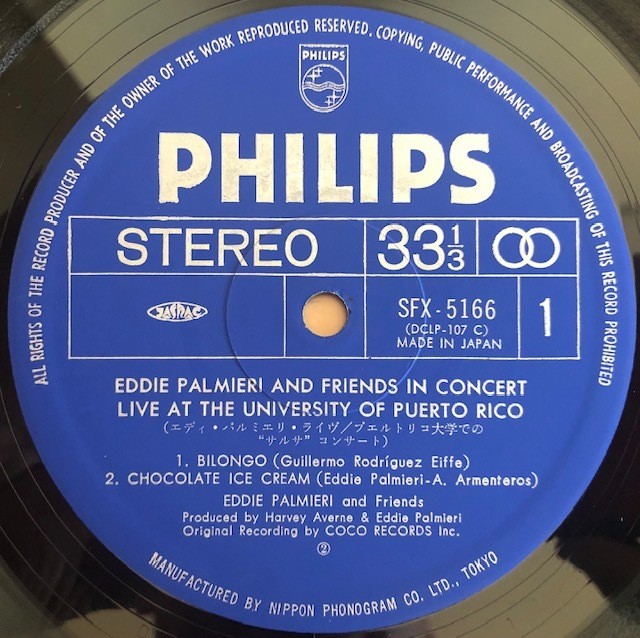 ALL RIGHTS OF THE RECORD PRODUCER AND OF THE OWNER OF THE WORK REPRODUCED RESERVED. COPYING, PUBLIC PERFORMANCE AND BROADCASTING OF THIS RECORD PROHIBITED
PHILIPS
PHILIPS
STEREO 33 1/3
JASRAC SFX-5166 1
(DCLP-107 C)
MADE IN JAPAN
EDDIE PALMIERI AND FRIENDS IN CONCERT
LIVE AT THE UNIVERSITY OF PUERTO RICO
(エディ・パルミエリ・ライヴ/プエルトリコ大学での
"サルサ" コンサート)
1. BILONGO (Guillermo Rodríguez Eiffe)
2. CHOCOLATE ICE CREAM (Eddie Palmieri-A. Armenteros)
EDDIE PALMIERI and Friends
Produced by Harvey Averne & Eddie Palmieri
Original Recording by COCO RECORDS Inc.
②
MANUFACTURED BY NIPPON PHONOGRAM CO. LTD., TOKYO